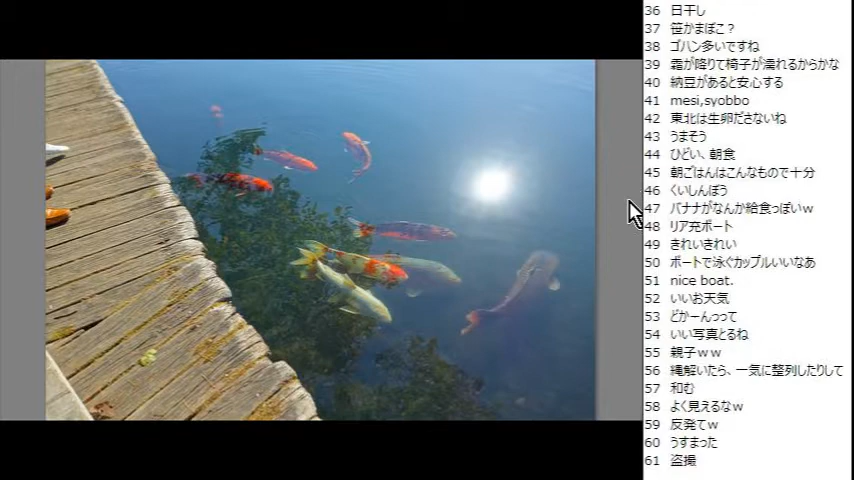 36 日干し
37 笹かまぼこ？
38 ゴハン多いですね
39 霜が降りて椅子が濡れるからかな
40 納豆があると安心する
41 mesi,syobbo
42 東北は生卵ださないね
43 うまそう
44 ひどい、朝食
45 朝ごはんはこんなもので十分
46 くいしんぼう
47 バナナがなんか給食っぽいｗ
48 リア充ボート
49 きれいきれい
50 ボートで泳ぐカップルいいなあ
51 nice boat.
52 いいお天気
53 どかーんっって
54 いい写真とるね
55 親子ｗｗ
56 縄解いたら、一気に整列したりして
57 和む
58 よく見えるなｗ
59 反発てｗ
60 うすまった
61 盗撮